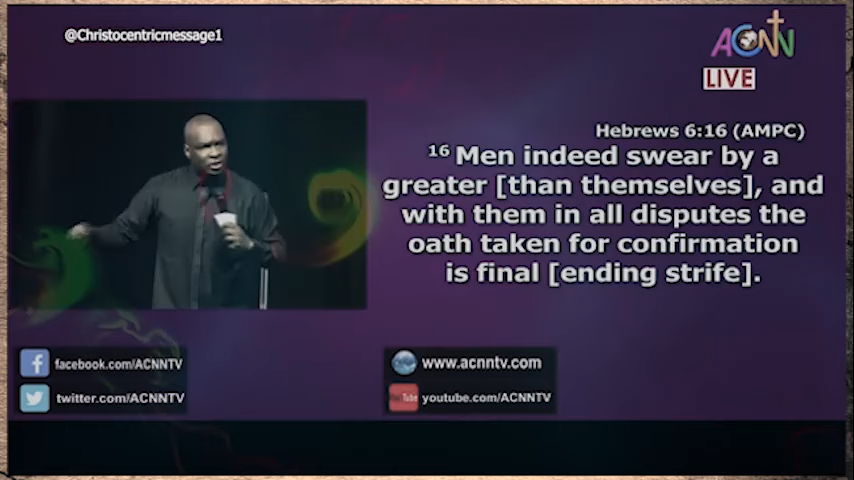 @Christocentricmessage1
ACNN
LIVE
Hebrews 6:16 (AMPC)
16 Men indeed swear by a
greater [than themselves], and
with them in all disputes the
oath taken for confirmation
is final [ending strife].
facebook.com/ACNNTV
twitter.com/ACNNTV
www.acnntv.com
YouTube
youtube.com/ACNNTV